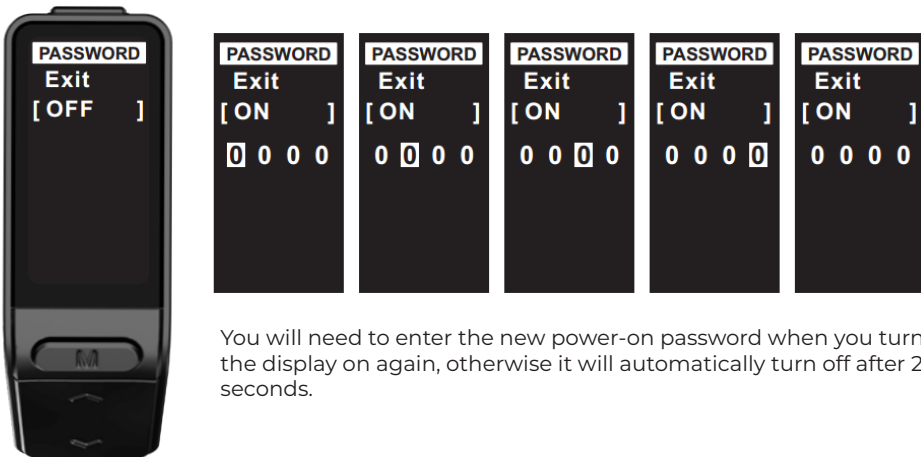 PASSWORD
Exit
[ OFF ]
M
PASSWORD
Exit
[ ON ]
0 0 0 0
PASSWORD
Exit
[ ON ]
0 0 0 0
PASSWORD
Exit
[ ON ]
0 0 0 0
PASSWORD
Exit
[ ON ]
0 0 0 0
PASSWORD
Exit
[ ON ]
0 0 0 0
You will need to enter the new power-on password when you turn
the display on again, otherwise it will automatically turn off after 2
seconds.